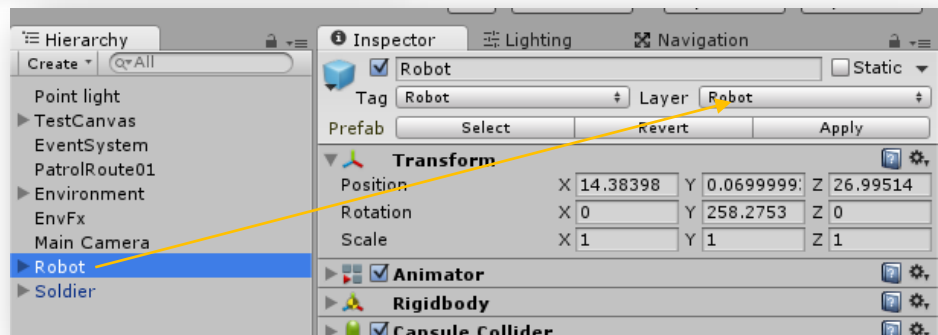 Hierarchy
Create
All
Point light
TestCanvas
EventSystem
PatrolRoute01
Environment
EnvFx
Main Camera
Robot
Soldier
Inspector Lighting Navigation
Robot Static
Tag Robot Layer Robot
Prefab Select Revert Apply
Transform
Position X 14.38398 Y 0.0699999 Z 26.99514
Rotation X 0 Y 258.2753 Z 0
Scale X 1 Y 1 Z 1
Animator
Rigidbody
Capsule Collider